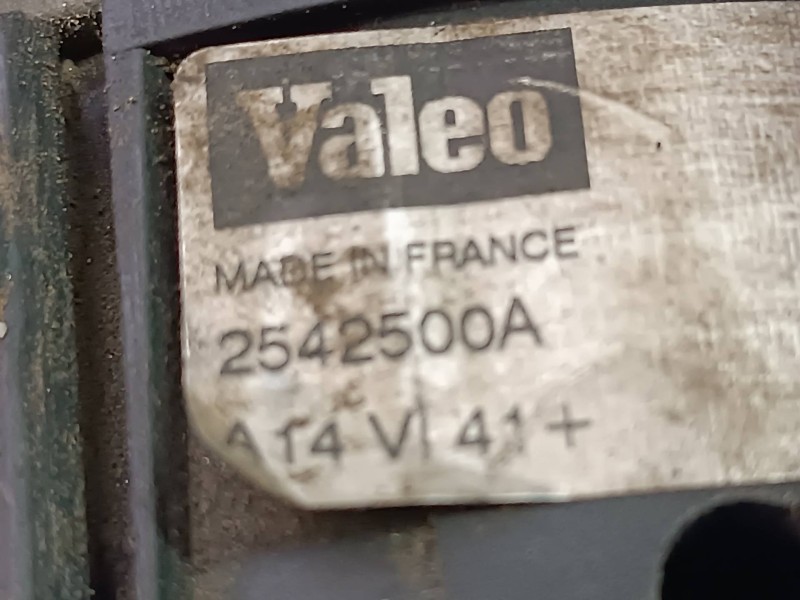 Valeo
MADE IN FRANCE
2542500A
A14 VI 41+